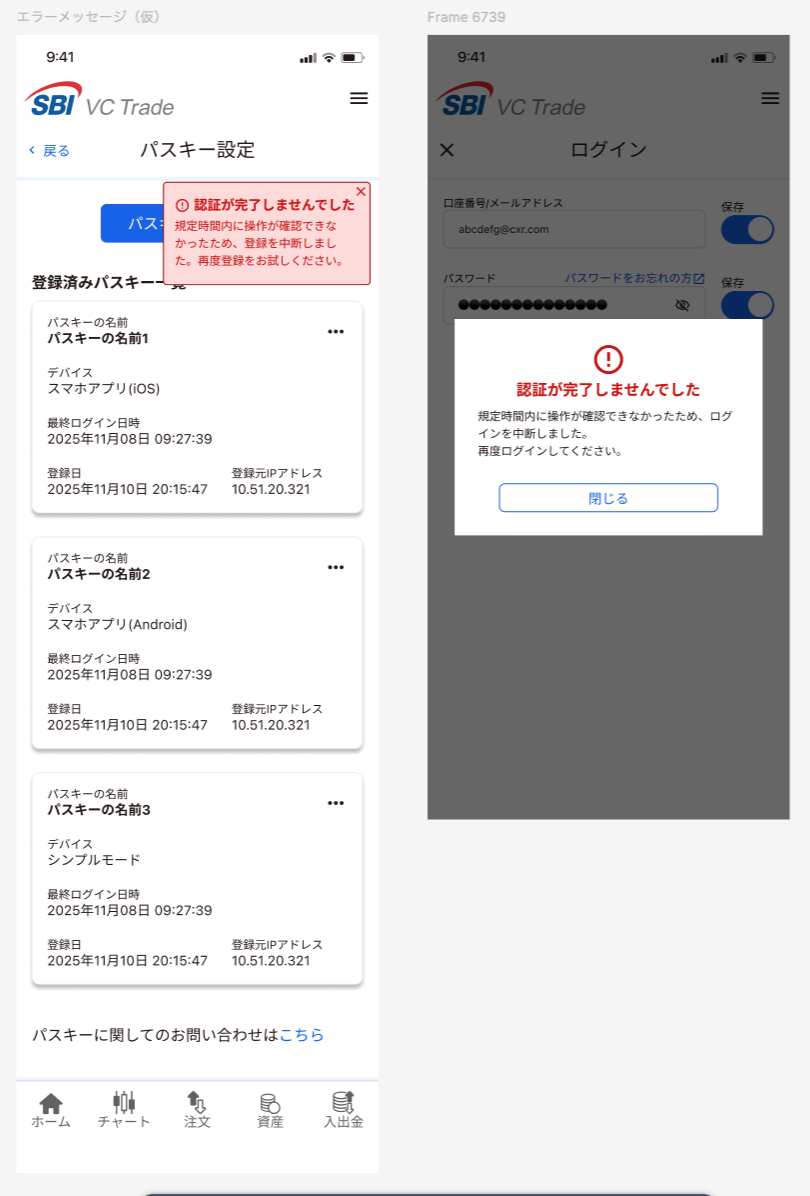 エラーメッセージ（仮）
9:41
SBI VC Trade
戻る
パスキー設定
認証が完了しませんでした
規定時間内に操作が確認できな
かったため、登録を中断しまし
た。再度登録をお試しください。
登録済みパスキー一覧
パスキーの名前
パスキーの名前1
デバイス
スマホアプリ(iOS)
最終ログイン日時
2025年11月08日 09:27:39
登録日 登録元IPアドレス
2025年11月10日 20:15:47 10.51.20.321
パスキーの名前
パスキーの名前2
デバイス
スマホアプリ(Android)
最終ログイン日時
2025年11月08日 09:27:39
登録日 登録元IPアドレス
2025年11月10日 20:15:47 10.51.20.321
パスキーの名前
パスキーの名前3
デバイス
シンプルモード
最終ログイン日時
2025年11月08日 09:27:39
登録日 登録元IPアドレス
2025年11月10日 20:15:47 10.51.20.321
パスキーに関してのお問い合わせはこちら
ホーム チャート 注文 資産 入出金
Frame 6739
9:41
SBI VC Trade
ログイン
口座番号/メールアドレス 保存
abcdefg@cxr.com
パスワード パスワードをお忘れの方 保存
認証が完了しませんでした
規定時間内に操作が確認できなかったため、ログ
インを中断しました。
再度ログインしてください。
閉じる